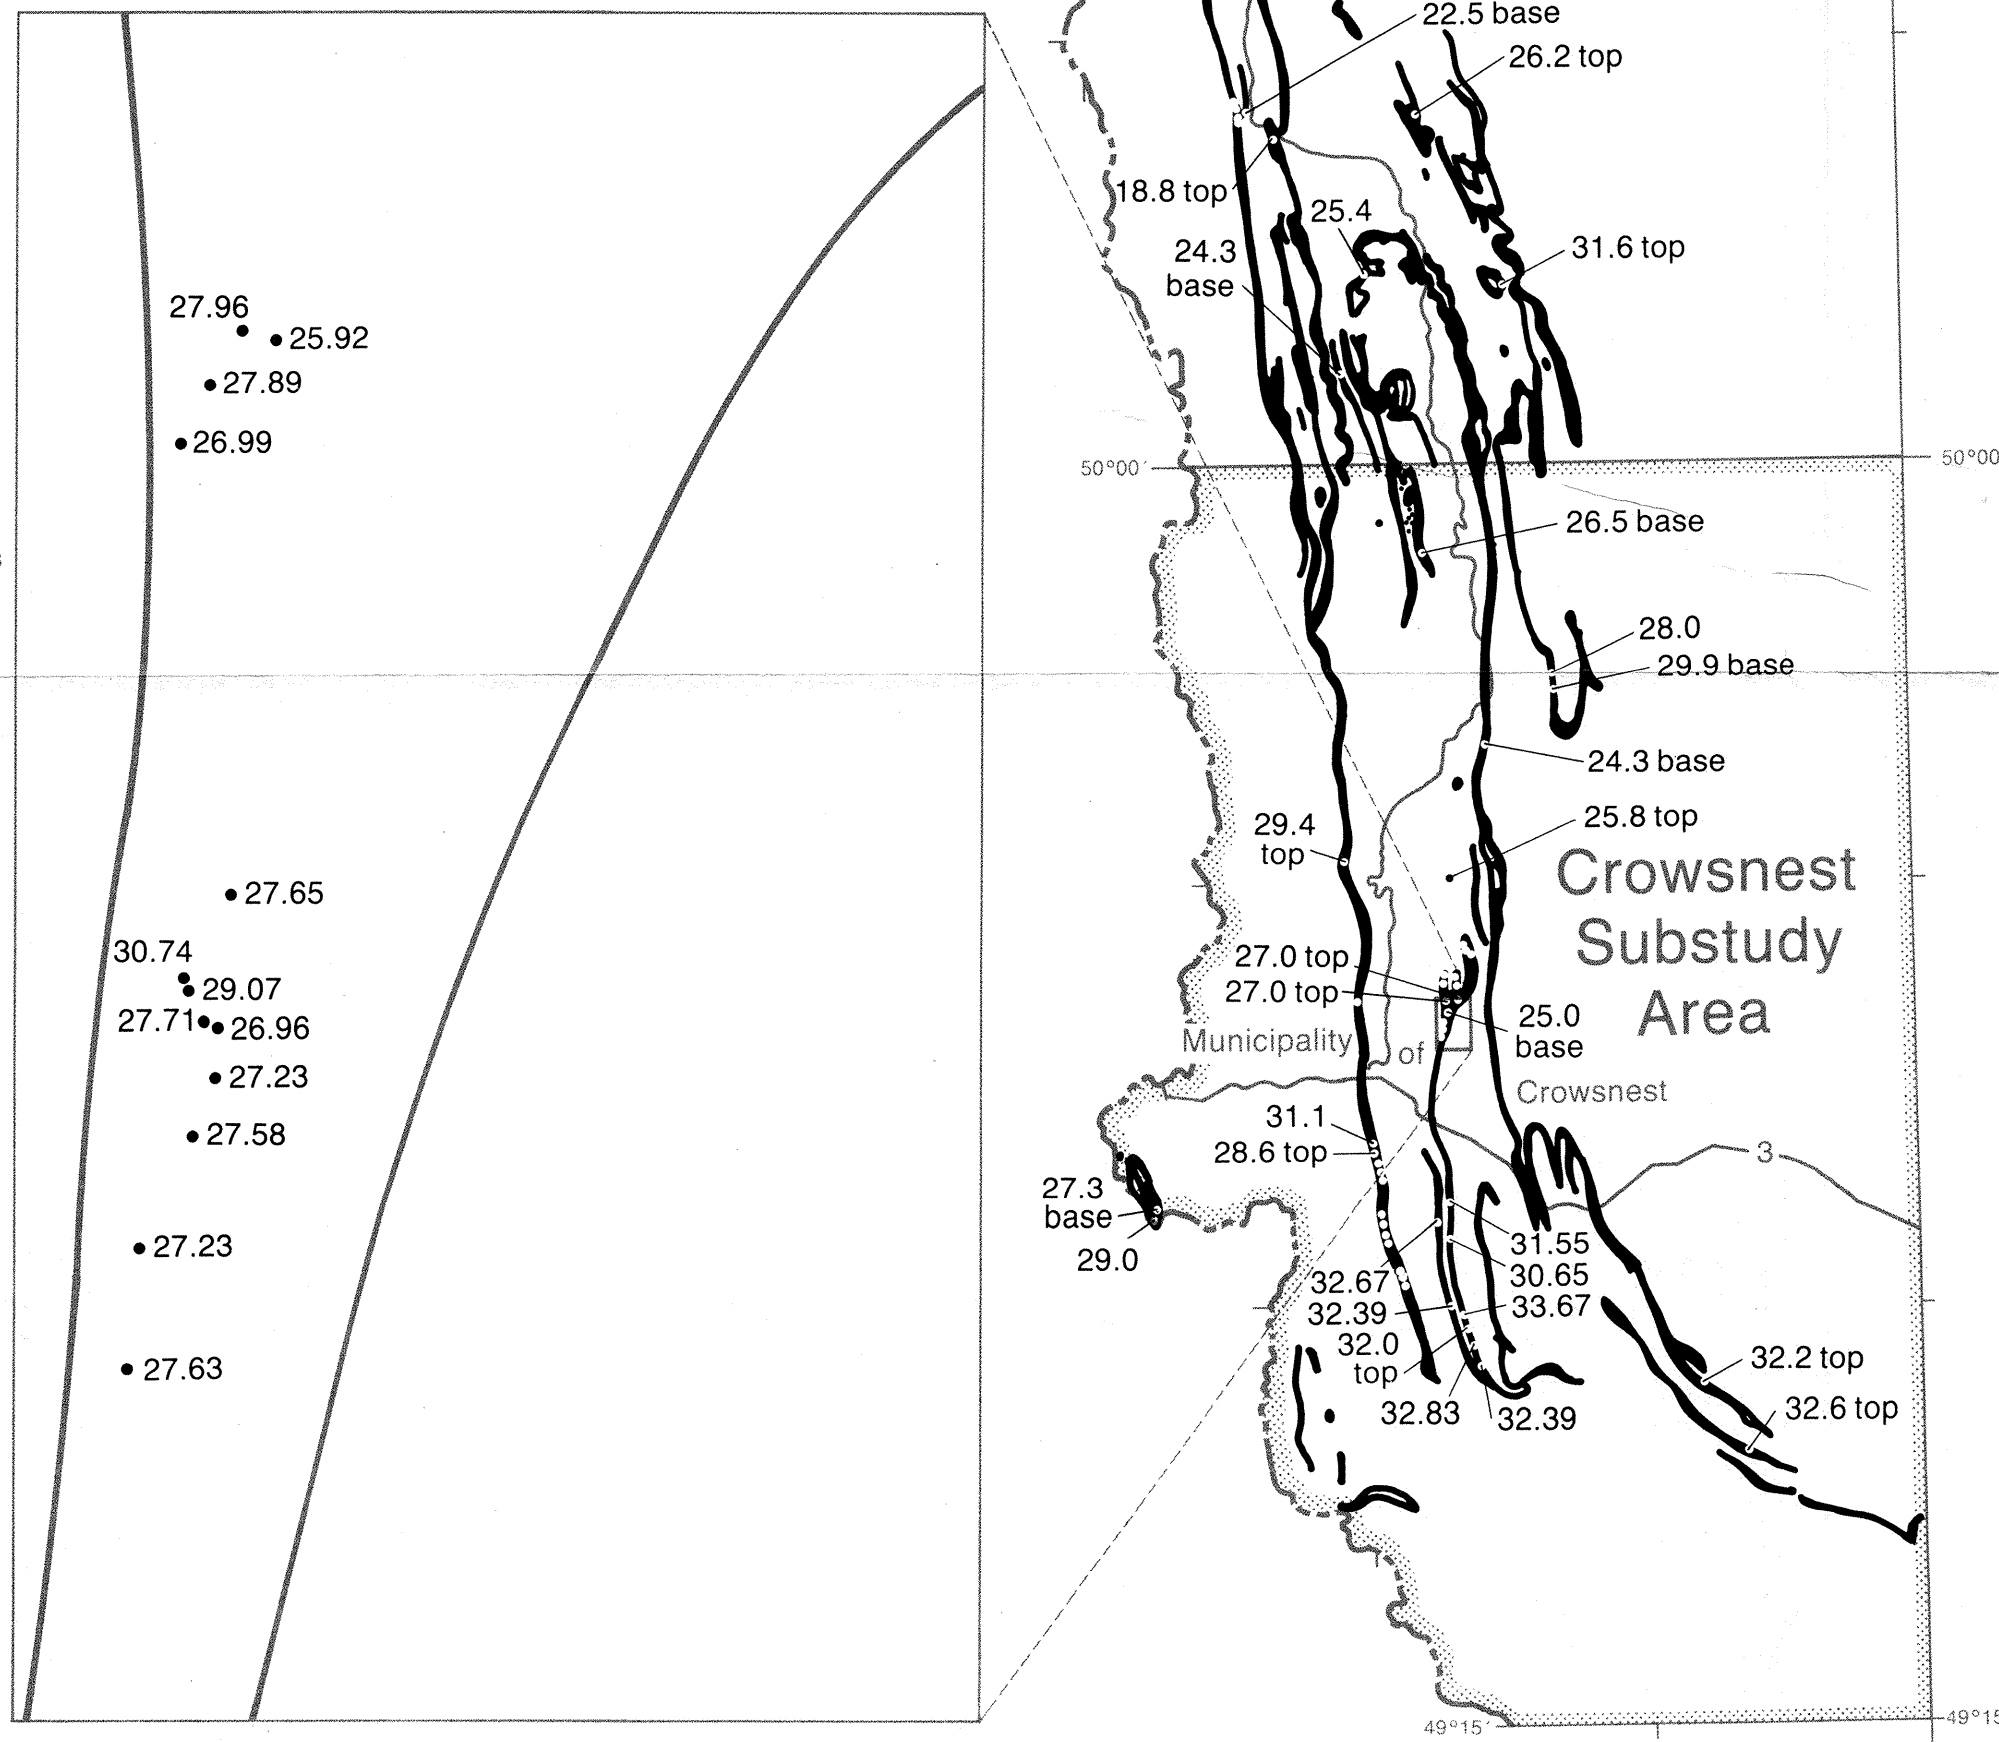 27.96
25.92
27.89
26.99
27.65
30.74
29.07
27.71
26.96
27.23
27.58
27.23
27.63
22.5 base
26.2 top
18.8 top
25.4
24.3
base
31.6 top
50°00´
50°00
26.5 base
28.0
29.9 base
24.3 base
25.8 top
29.4
top
Crowsnest
Substudy
Area
27.0 top
27.0 top
25.0
base
Municipality
of
Crowsnest
31.1
28.6 top
3
27.3
base
29.0
31.55
30.65
33.67
32.67
32.39
32.0
top
32.83
32.39
32.2 top
32.6 top
49°15´
49°15